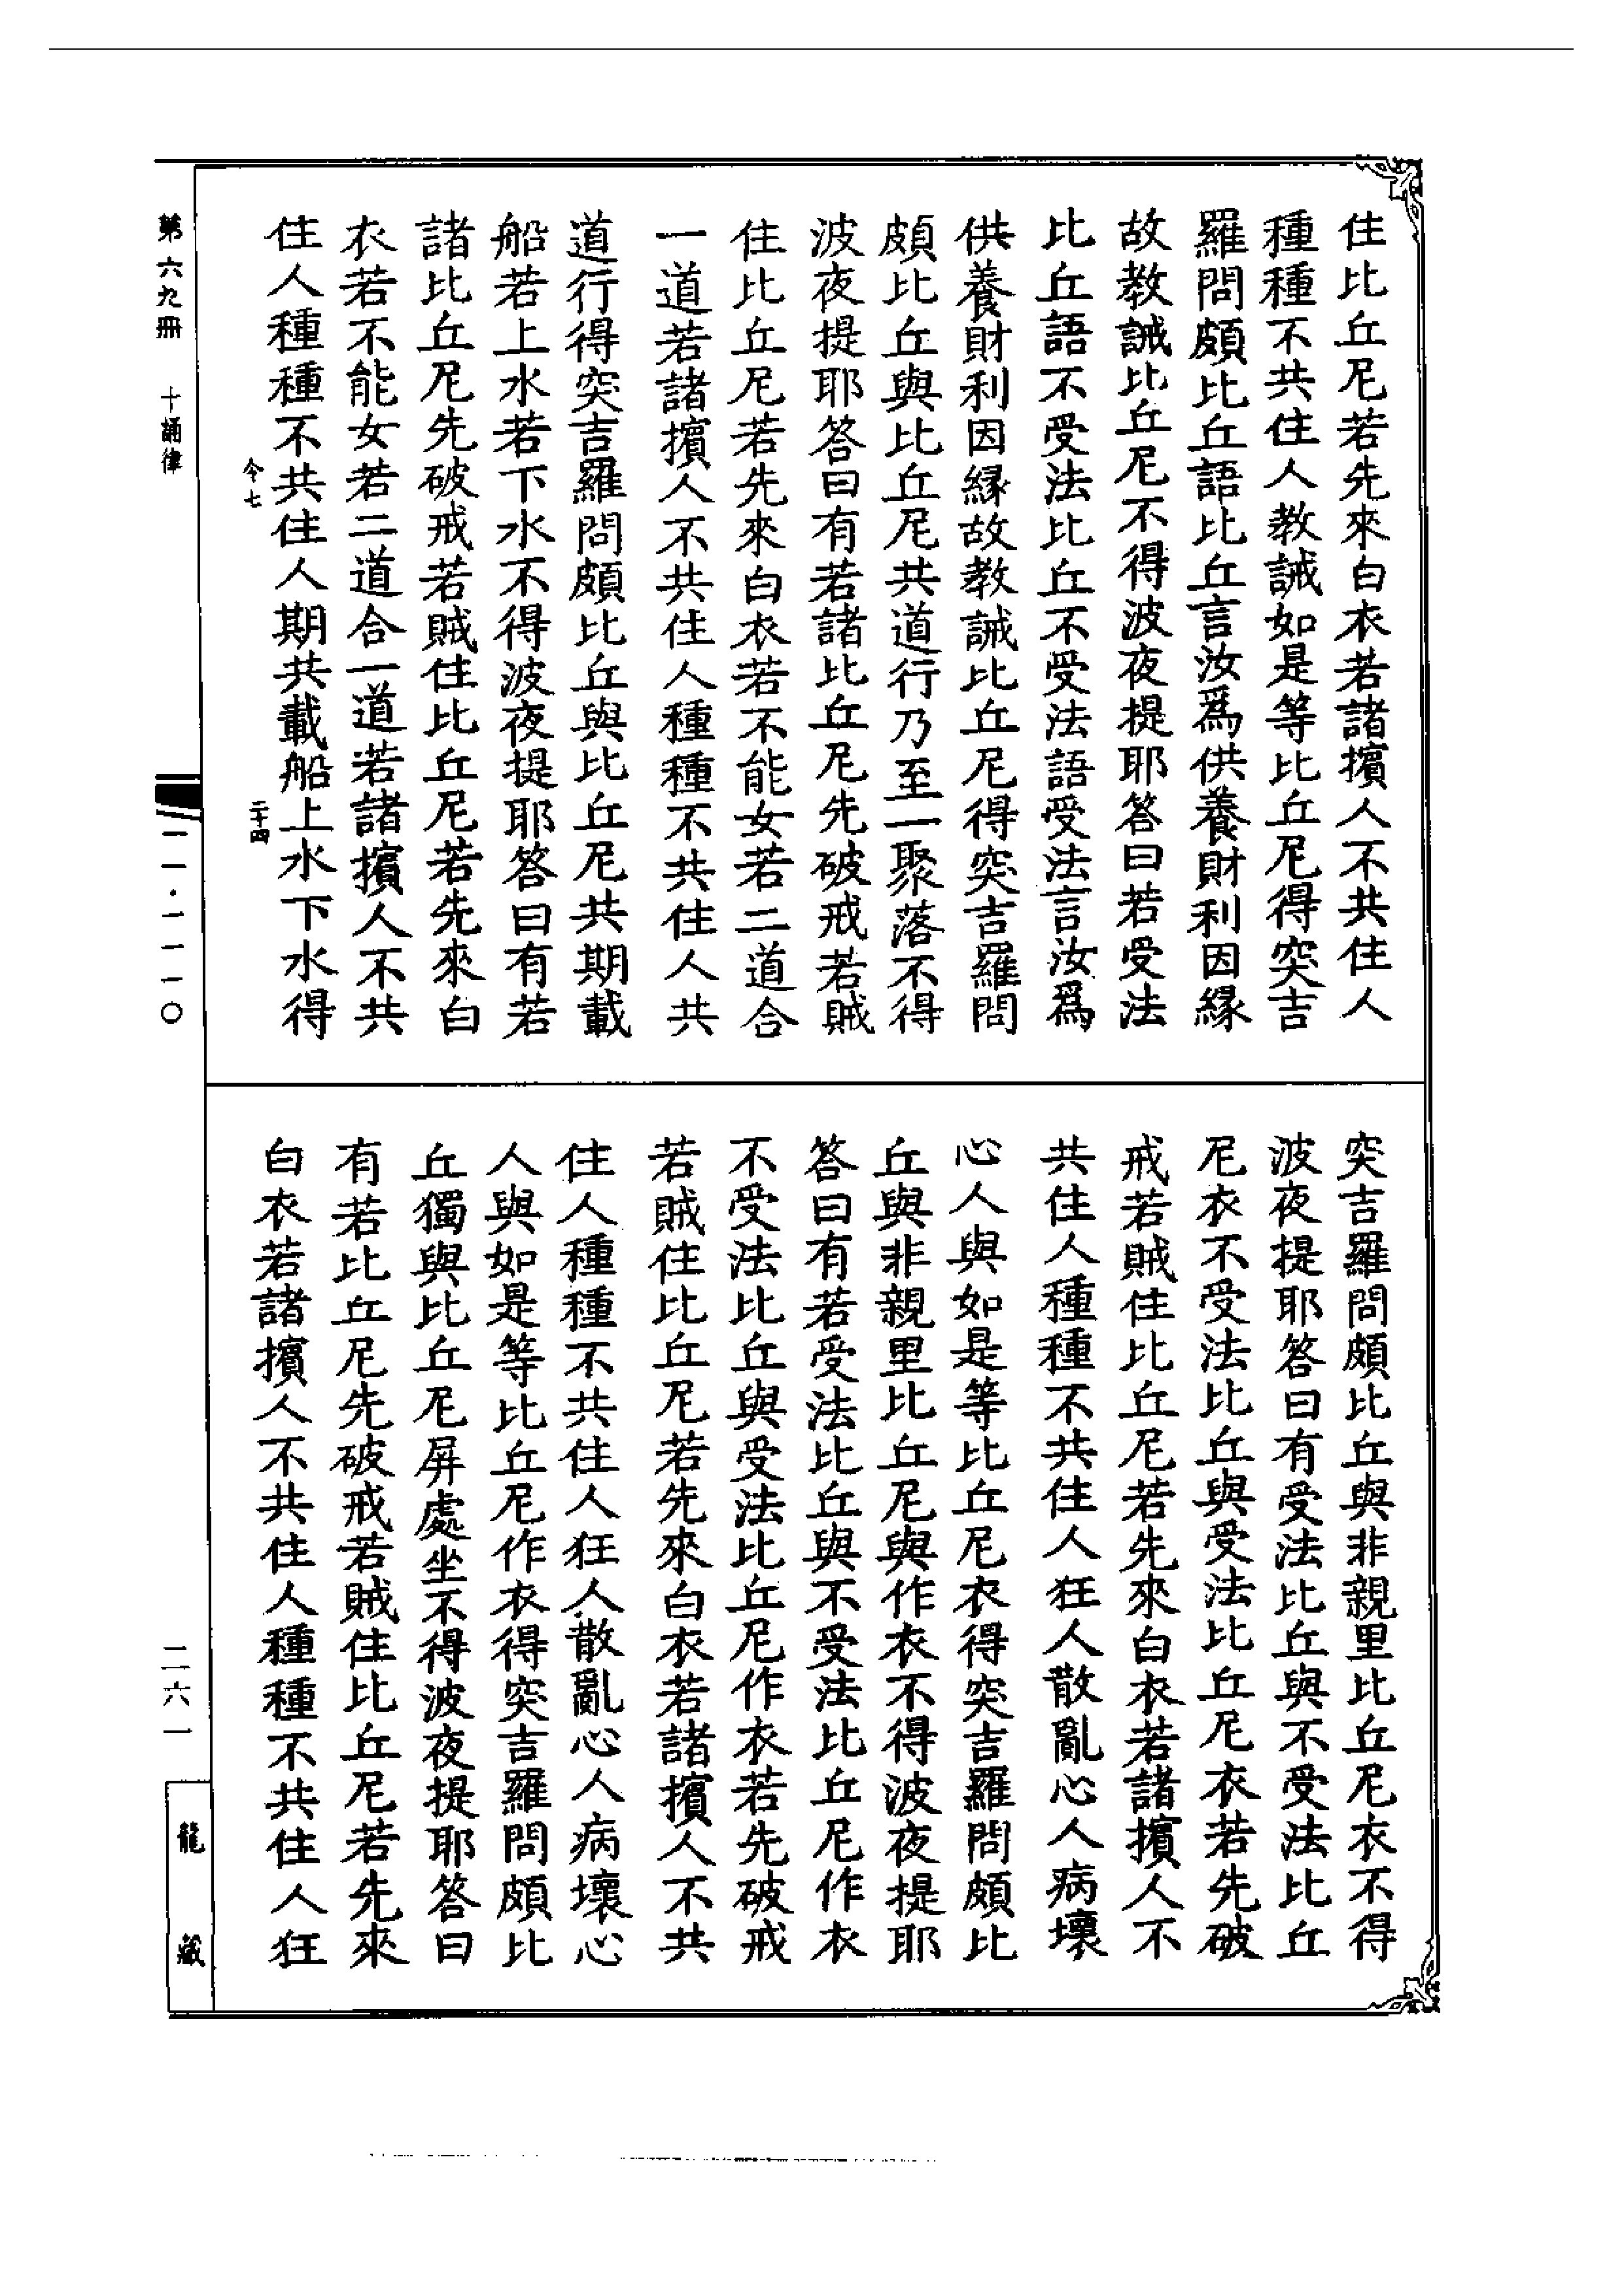 住比丘尼若先來白衣若諸擯人不共住人
種種不共住人教誡如是等比丘尼得突吉
羅問頗比丘語比丘言汝爲供養財利因緣
故教誡比丘尼不得波夜提耶答曰若受法
比丘語不受法比丘不受法語受法言汝爲
供養財利因緣故教誡比丘尼得突吉羅問
頗比丘與比丘尼共道行乃至一聚落不得
波夜提耶答曰有若諸比丘尼先破戒若賊
住比丘尼若先來白衣若不能女若二道合
一道若諸擯人不共住人種種不共住人共
道行得突吉羅問頗比丘與比丘尼共期載
船若上水若下水不得波夜提耶答曰有若
諸比丘尼先破戒若賊住比丘尼若先來白
衣若不能女若二道合一道若諸擯人不共
住人種種不共住人期共載船上水下水得
令七
二十四
突吉羅問頗比丘與非親里比丘尼衣不得
波夜提耶答曰有受法比丘與不受法比丘
尼衣不受法比丘與受法比丘尼衣若先破
戒若賊住比丘尼若先來白衣若諸擯人不
共住人種種不共住人狂人散亂心人病壞
心人與如是等比丘尼衣得突吉羅問頗比
丘與非親里比丘尼與作衣不得波夜提耶
答曰有若受法比丘與不受法比丘尼作衣
不受法比丘與受法比丘尼作衣若先破戒
若賊住比丘尼若先來白衣若諸擯人不共
住人種種不共住人狂人散亂心人病壞心
人與如是等比丘尼作衣得突吉羅問頗比
丘獨與比丘尼屏處坐不得波夜提耶答曰
有若比丘尼先破戒若賊住比丘尼若先來
白衣若諸擯人不共住人種種不共住人狂
第六九冊
十誦律
一一·一一一〇
二六一
龍藏